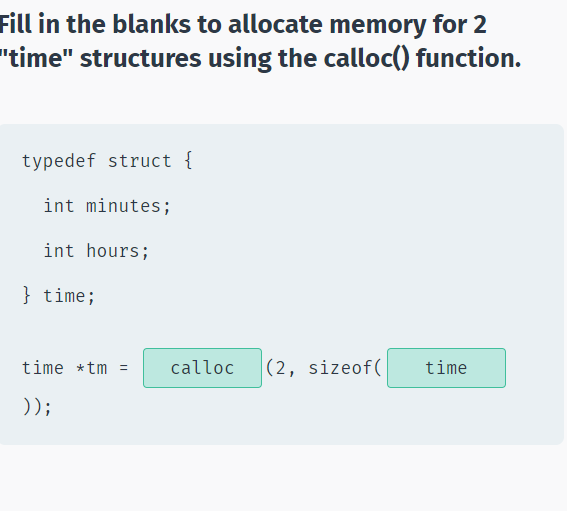 Fill in the blanks to allocate memory for 2
"time" structures using the calloc() function.
typedef struct {
int minutes;
int hours;
} time;
time *tm = calloc (2, sizeof( time
));